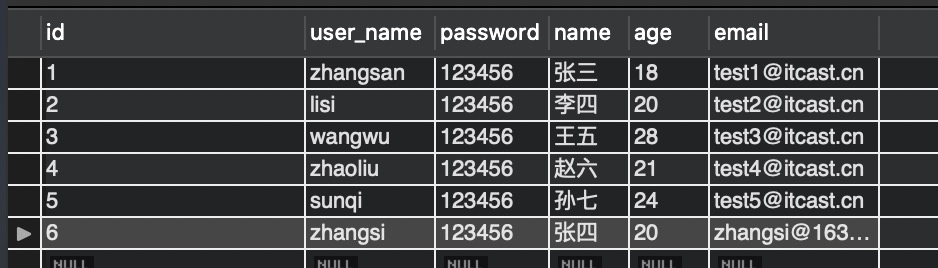 id user_name password name age email
1 zhangsan 123456 张三 18 test1@itcast.cn
2 lisi 123456 李四 20 test2@itcast.cn
3 wangwu 123456 王五 28 test3@itcast.cn
4 zhaoliu 123456 赵六 21 test4@itcast.cn
5 sunqi 123456 孙七 24 test5@itcast.cn
6 zhangsi 123456 张四 20 zhangsi@163...
NULL NULL NULL NULL NULL NULL